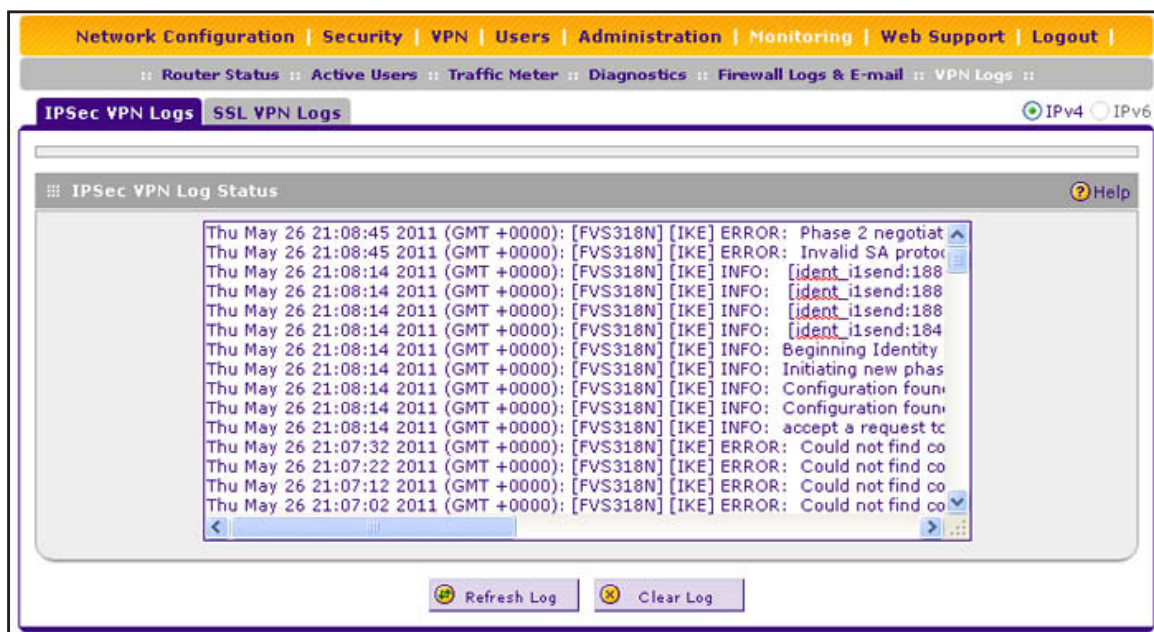 Network Configuration | Security | VPN | Users | Administration | Monitoring | Web Support | Logout |
:: Router Status :: Active Users :: Traffic Meter :: Diagnostics :: Firewall Logs & E-mail :: VPN Logs ::
IPSec VPN Logs SSL VPN Logs IPv4 IPv6
IPSec VPN Log Status Help
Thu May 26 21:08:45 2011 (GMT +0000): [FVS318N] [IKE] ERROR: Phase 2 negotiat
Thu May 26 21:08:45 2011 (GMT +0000): [FVS318N] [IKE] ERROR: Invalid SA protoc
Thu May 26 21:08:14 2011 (GMT +0000): [FVS318N] [IKE] INFO: [ident_i1send:188
Thu May 26 21:08:14 2011 (GMT +0000): [FVS318N] [IKE] INFO: [ident_i1send:188
Thu May 26 21:08:14 2011 (GMT +0000): [FVS318N] [IKE] INFO: [ident_i1send:188
Thu May 26 21:08:14 2011 (GMT +0000): [FVS318N] [IKE] INFO: [ident_i1send:184
Thu May 26 21:08:14 2011 (GMT +0000): [FVS318N] [IKE] INFO: Beginning Identity
Thu May 26 21:08:14 2011 (GMT +0000): [FVS318N] [IKE] INFO: Initiating new phas
Thu May 26 21:08:14 2011 (GMT +0000): [FVS318N] [IKE] INFO: Configuration foun
Thu May 26 21:08:14 2011 (GMT +0000): [FVS318N] [IKE] INFO: Configuration foun
Thu May 26 21:08:14 2011 (GMT +0000): [FVS318N] [IKE] INFO: accept a request to
Thu May 26 21:07:32 2011 (GMT +0000): [FVS318N] [IKE] ERROR: Could not find co
Thu May 26 21:07:22 2011 (GMT +0000): [FVS318N] [IKE] ERROR: Could not find co
Thu May 26 21:07:12 2011 (GMT +0000): [FVS318N] [IKE] ERROR: Could not find co
Thu May 26 21:07:02 2011 (GMT +0000): [FVS318N] [IKE] ERROR: Could not find co
Refresh Log Clear Log